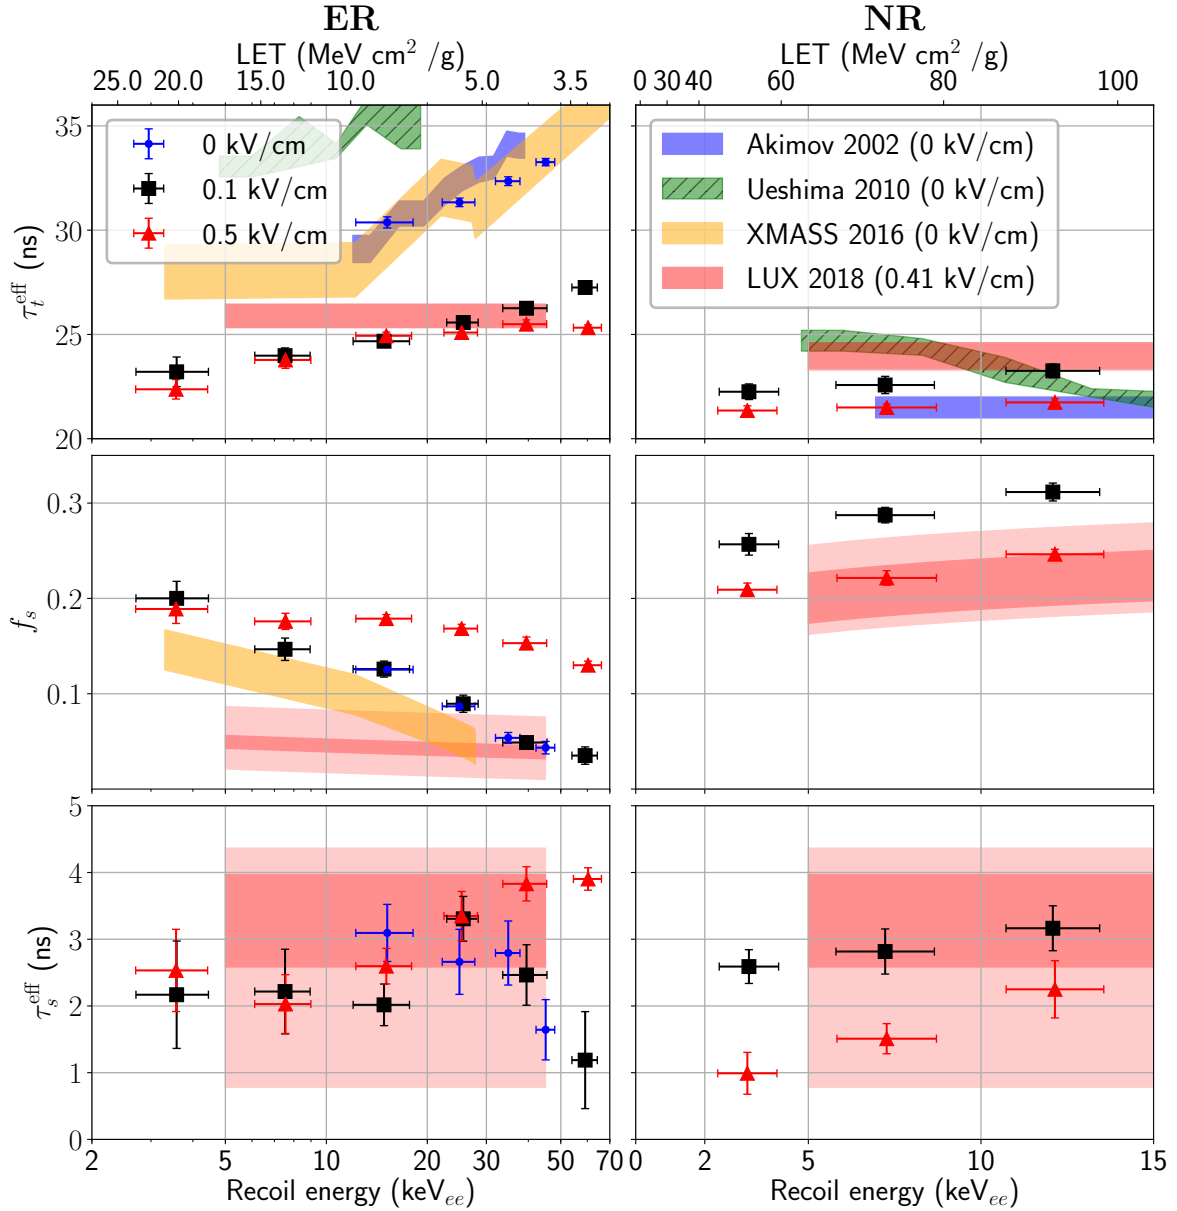 ER NR
LET (MeV cm² /g) LET (MeV cm² /g)
25.0 20.0 15.0 10.0 5.0 3.5 0 30 40 60 80 100
0 kV/cm
0.1 kV/cm
0.5 kV/cm
Akimov 2002 (0 kV/cm)
Ueshima 2010 (0 kV/cm)
XMASS 2016 (0 kV/cm)
LUX 2018 (0.41 kV/cm)
τ_t^eff (ns)
35
30
25
20
f_s
0.3
0.2
0.1
τ_s^eff (ns)
5
4
3
2
1
0
2 5 10 20 30 50 70 0 2 5 10 15
Recoil energy (keV_ee) Recoil energy (keV_ee)